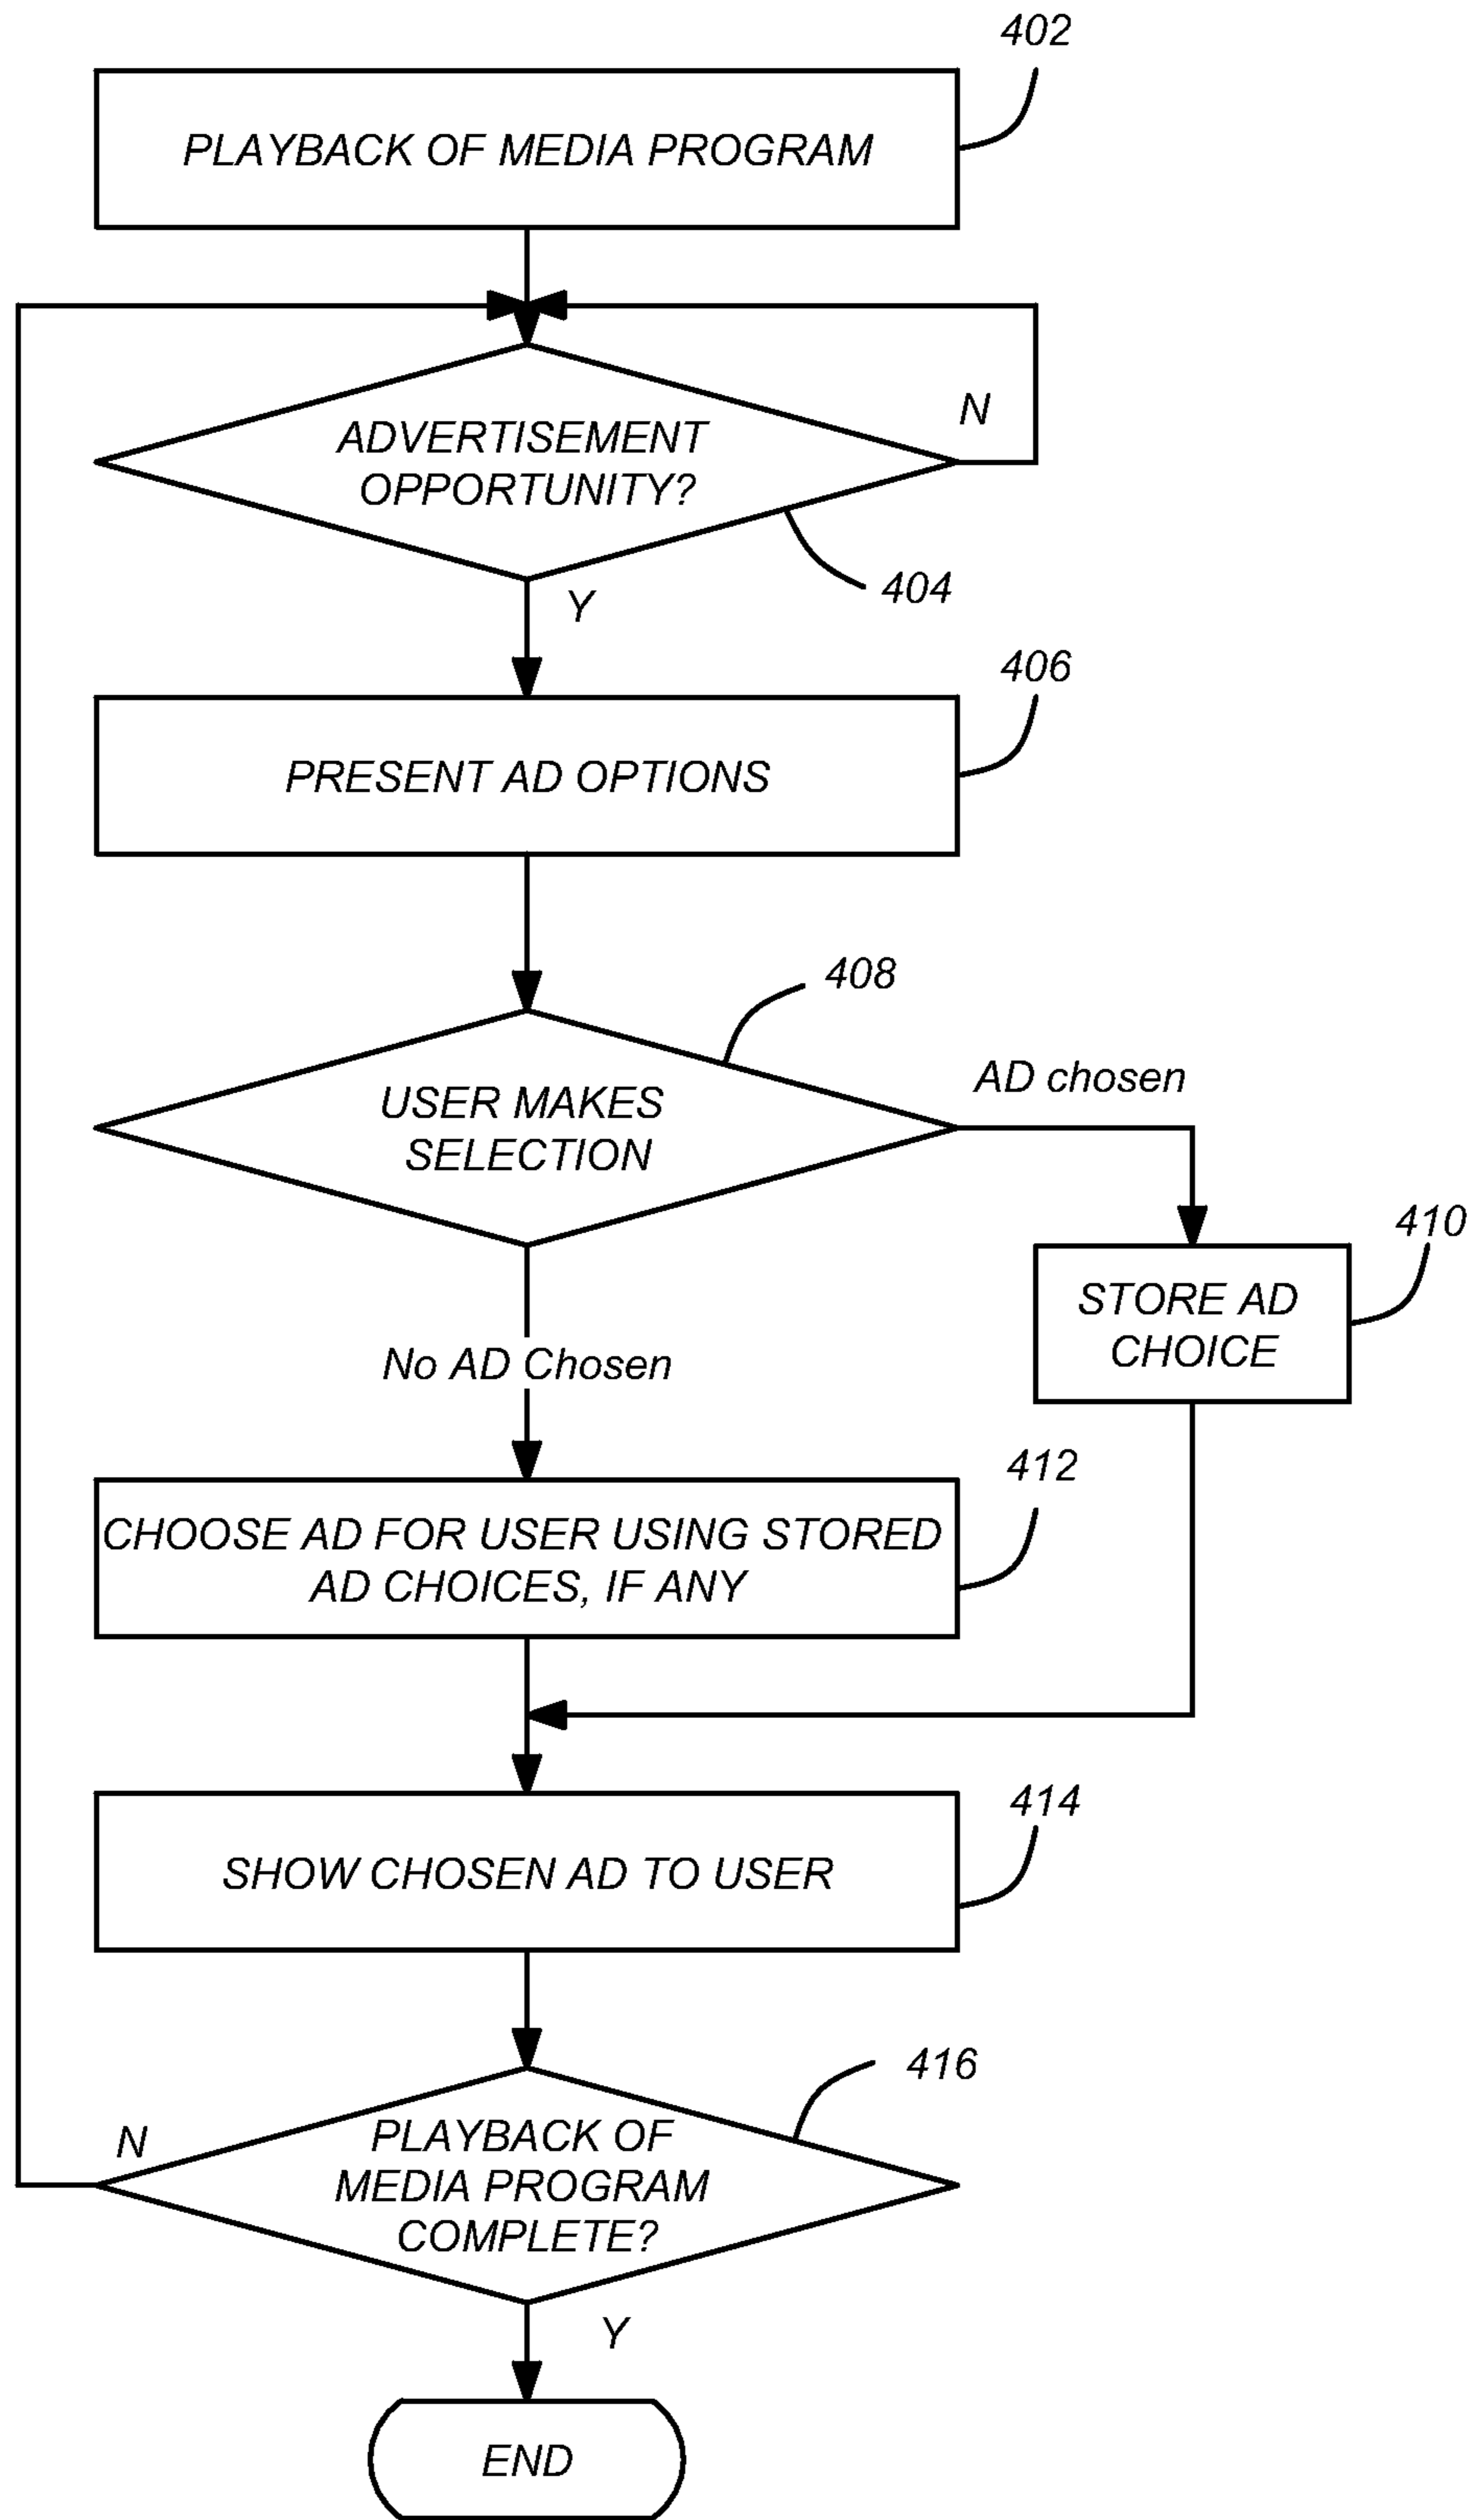 402
PLAYBACK OF MEDIA PROGRAM
ADVERTISEMENT
OPPORTUNITY?
N
404
Y
406
PRESENT AD OPTIONS
408
USER MAKES
SELECTION
AD chosen
410
STORE AD
CHOICE
No AD Chosen
412
CHOOSE AD FOR USER USING STORED
AD CHOICES, IF ANY
414
SHOW CHOSEN AD TO USER
416
N
PLAYBACK OF
MEDIA PROGRAM
COMPLETE?
Y
END